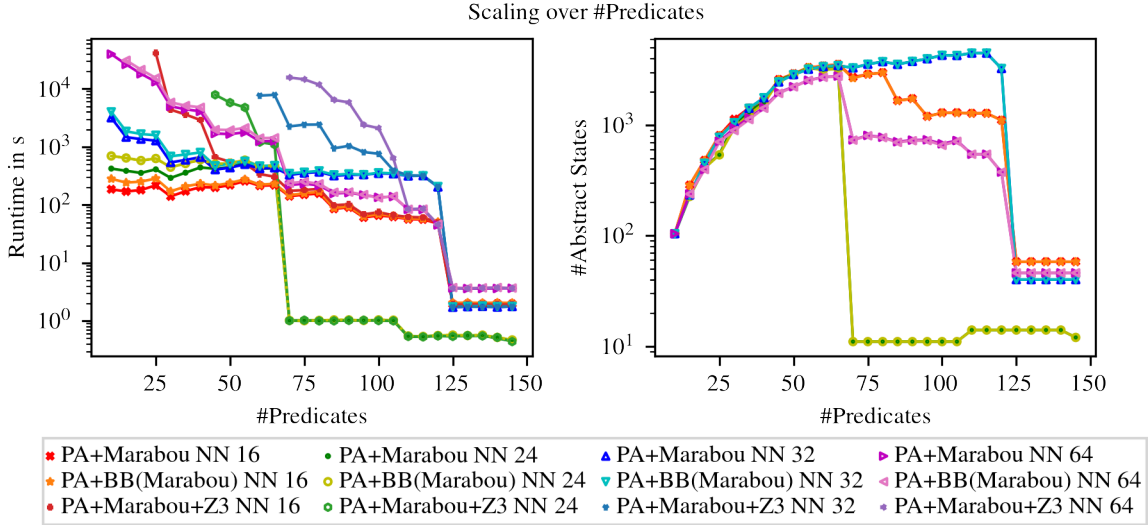 Scaling over #Predicates
Runtime in s
10^4
10^3
10^2
10^1
10^0
25 50 75 100 125 150
#Predicates
#Abstract States
10^3
10^2
10^1
25 50 75 100 125 150
#Predicates
PA+Marabou NN 16 PA+Marabou NN 24 PA+Marabou NN 32 PA+Marabou NN 64
PA+BB(Marabou) NN 16 PA+BB(Marabou) NN 24 PA+BB(Marabou) NN 32 PA+BB(Marabou) NN 64
PA+Marabou+Z3 NN 16 PA+Marabou+Z3 NN 24 PA+Marabou+Z3 NN 32 PA+Marabou+Z3 NN 64